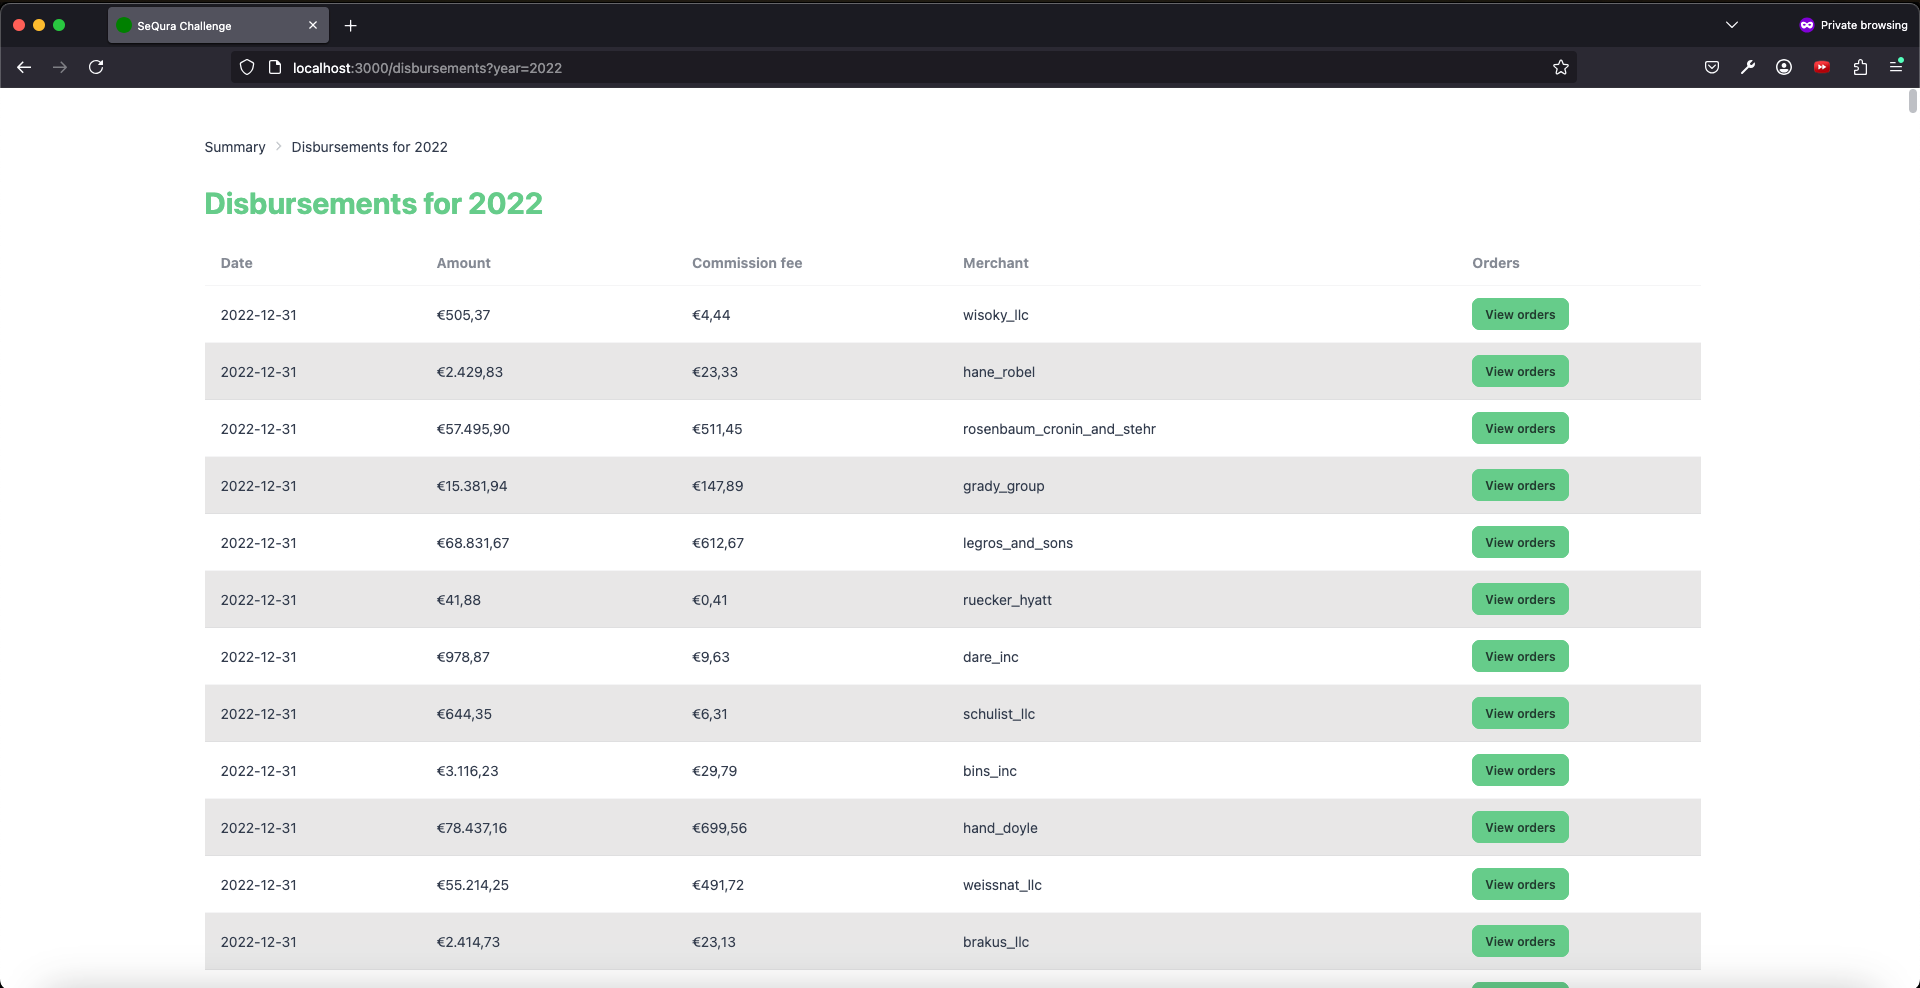 SeQura Challenge
Private browsing
localhost:3000/disbursements?year=2022
Summary > Disbursements for 2022
Disbursements for 2022
Date Amount Commission fee Merchant Orders
2022-12-31 €505,37 €4,44 wisoky_llc View orders
2022-12-31 €2.429,83 €23,33 hane_robel View orders
2022-12-31 €57.495,90 €511,45 rosenbaum_cronin_and_stehr View orders
2022-12-31 €15.381,94 €147,89 grady_group View orders
2022-12-31 €68.831,67 €612,67 legros_and_sons View orders
2022-12-31 €41,88 €0,41 ruecker_hyatt View orders
2022-12-31 €978,87 €9,63 dare_inc View orders
2022-12-31 €644,35 €6,31 schulist_llc View orders
2022-12-31 €3.116,23 €29,79 bins_inc View orders
2022-12-31 €78.437,16 €699,56 hand_doyle View orders
2022-12-31 €55.214,25 €491,72 weissnat_llc View orders
2022-12-31 €2.414,73 €23,13 brakus_llc View orders